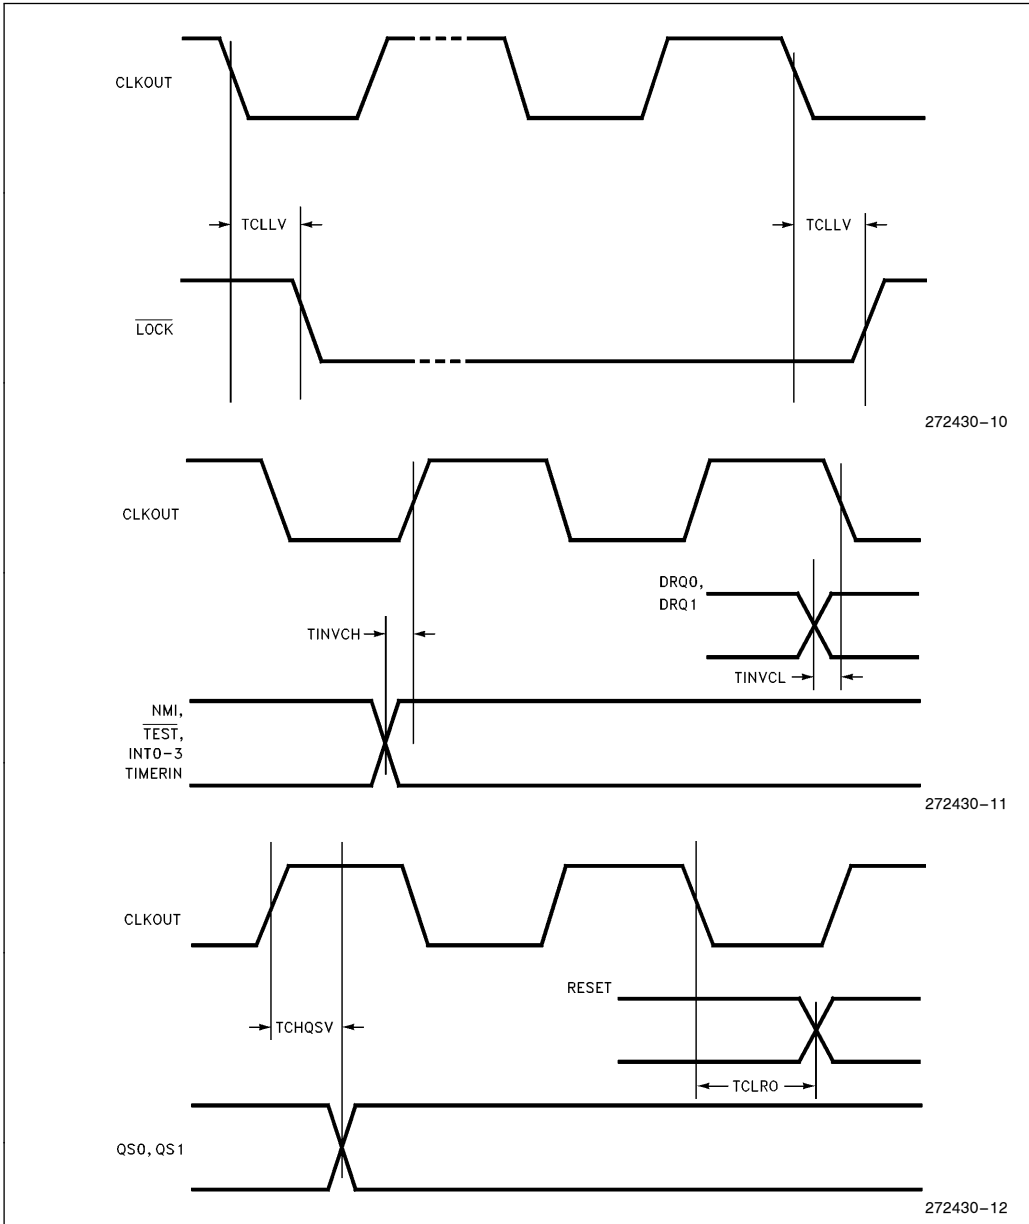 CLKOUT
TCLLV
TCLLV
LOCK
272430-10
CLKOUT
DRQ0,
DRQ1
TINVCH
TINVCL
NMI,
TEST,
INT0-3
TIMERIN
272430-11
CLKOUT
RESET
TCHQSV
TCLRO
QS0, QS1
272430-12